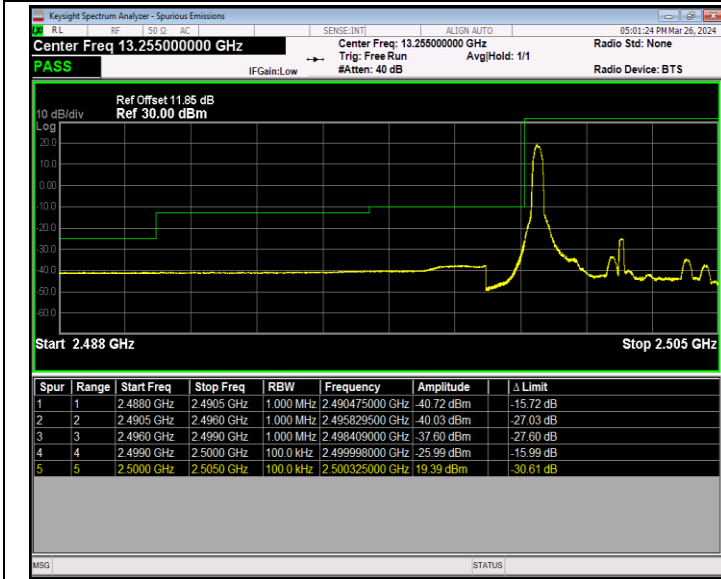 Keysight Spectrum Analyzer - Spurious Emissions
RL RF 50 Ω AC SENSE:INT ALIGN AUTO 05:01:24 PM Mar 26, 2024
Center Freq 13.255000000 GHz Center Freq: 13.255000000 GHz Radio Std: None
Trig: Free Run Avg|Hold: 1/1
PASS IFGain:Low #Atten: 40 dB Radio Device: BTS
Ref Offset 11.85 dB
10 dB/div Ref 30.00 dBm
Log
20.0
10.0
0.00
-10.0
-20.0
-30.0
-40.0
-50.0
-60.0
Start 2.488 GHz Stop 2.505 GHz
Spur Range Start Freq Stop Freq RBW Frequency Amplitude Δ Limit
1 1 2.4880 GHz 2.4905 GHz 1.000 MHz 2.490475000 GHz -40.72 dBm -15.72 dB
2 2 2.4905 GHz 2.4960 GHz 1.000 MHz 2.495829500 GHz -40.03 dBm -27.03 dB
3 3 2.4960 GHz 2.4990 GHz 1.000 MHz 2.498409000 GHz -37.60 dBm -27.60 dB
4 4 2.4990 GHz 2.5000 GHz 100.0 kHz 2.499998000 GHz -25.99 dBm -15.99 dB
5 5 2.5000 GHz 2.5050 GHz 100.0 kHz 2.500325000 GHz 19.39 dBm -30.61 dB
MSG STATUS